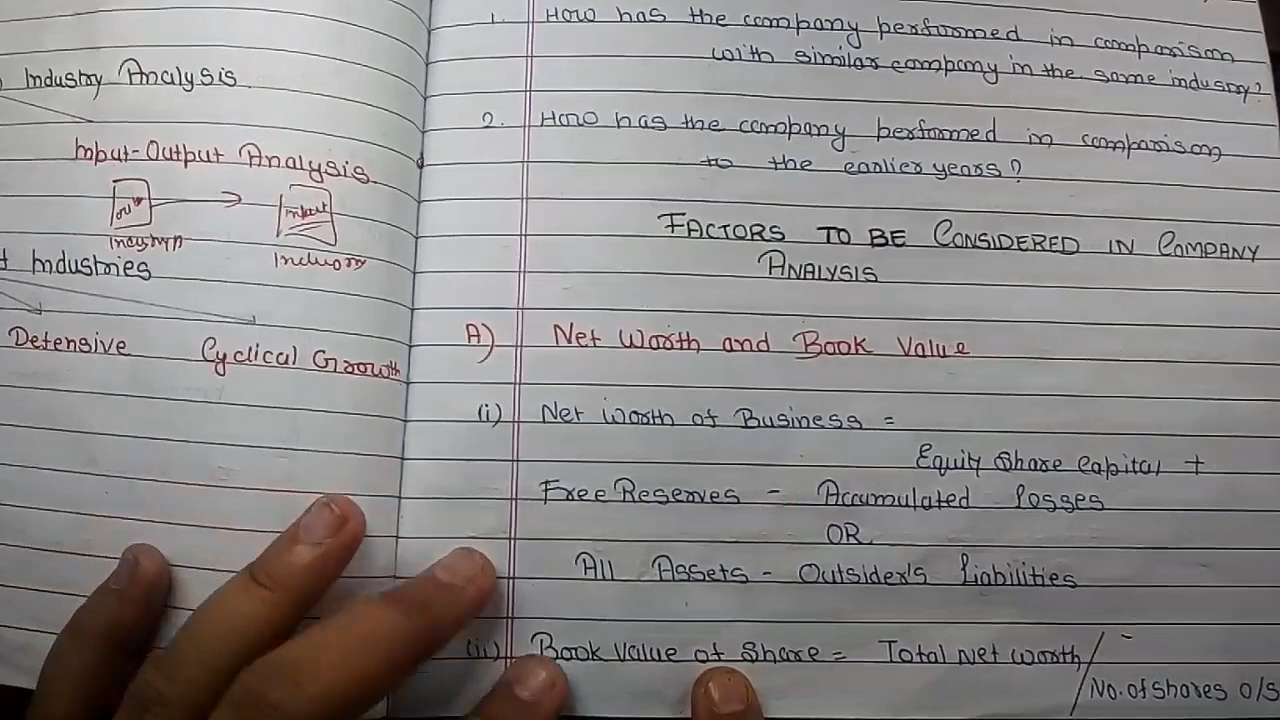 Industry Analysis
Input-Output Analysis
Input
Industry
Industries
Defensive Cyclical Growth
1. How has the company performed in comparison
with similar company in the same industry?
2. How has the company performed in comparison
to the earlier years?
FACTORS TO BE CONSIDERED IN COMPANY
ANALYSIS
A) Net Worth and Book Value
(i) Net Worth of Business =
Equity Share Capital +
Free Reserves - Accumulated Losses
OR
All Assets - Outsider's Liabilities
(ii) Book Value of Share = Total Net Worth/
No. of shares o/s